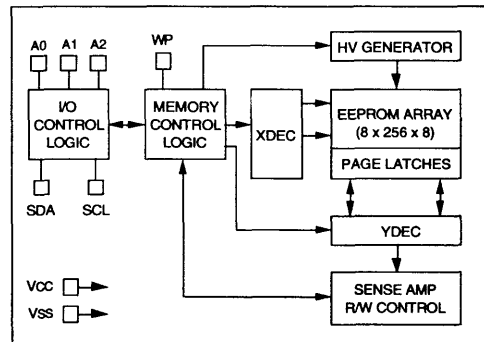 A0 A1 A2
WP
HV GENERATOR
I/O
CONTROL
LOGIC
MEMORY
CONTROL
LOGIC
XDEC
EEPROM ARRAY
(8 x 256 x 8)
PAGE LATCHES
SDA SCL
YDEC
VCC
VSS
SENSE AMP
R/W CONTROL